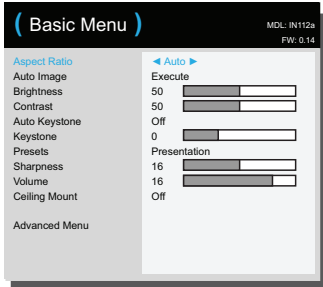 ( Basic Menu )
MDL: IN112a
FW: 0.14
Aspect Ratio ◄ Auto ►
Auto Image Execute
Brightness 50
Contrast 50
Auto Keystone Off
Keystone 0
Presets Presentation
Sharpness 16
Volume 16
Ceiling Mount Off
Advanced Menu